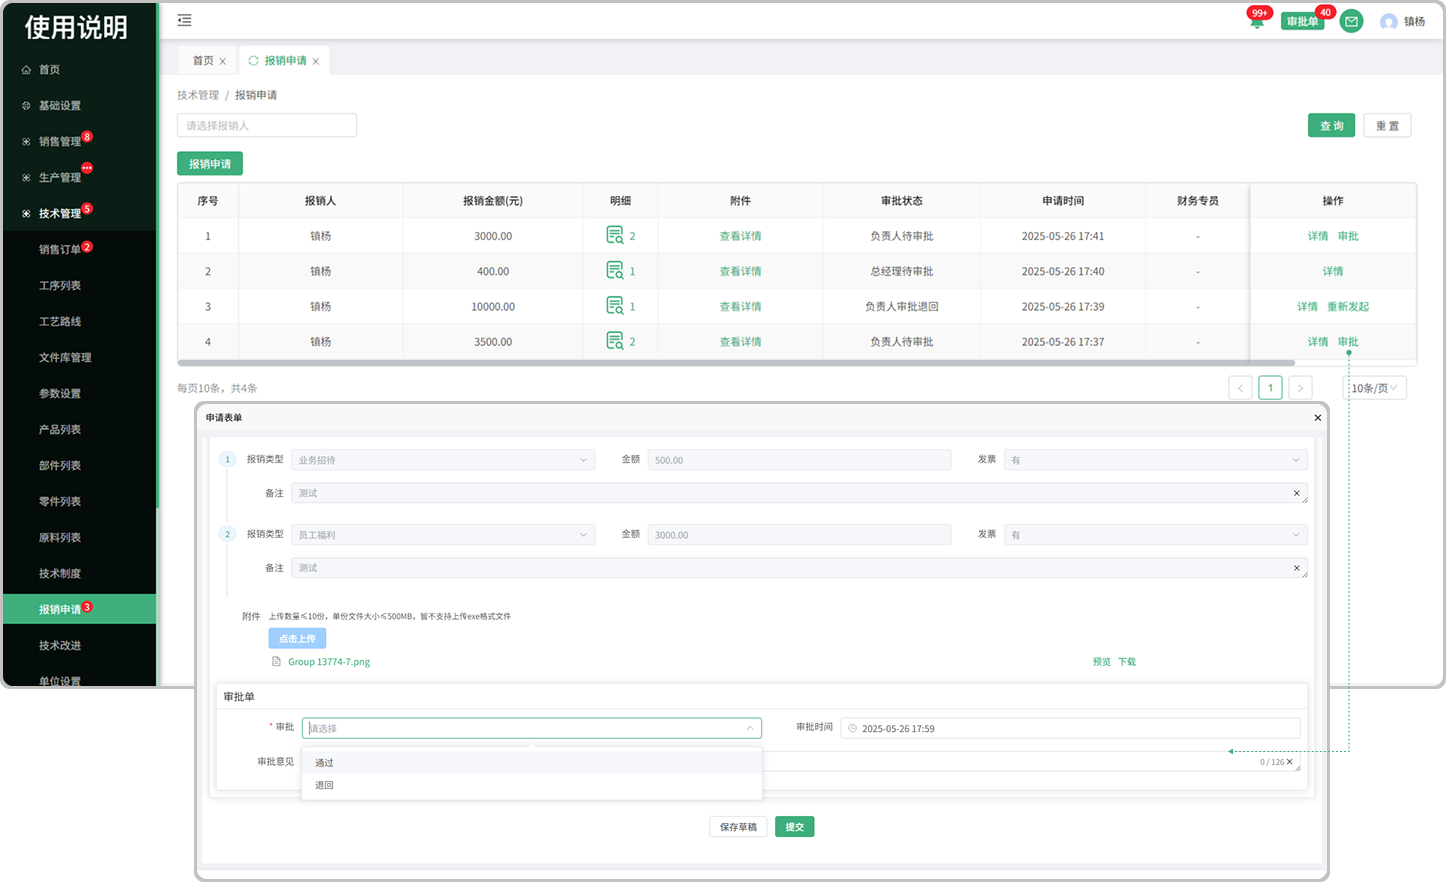 使用说明
首页
基础设置
销售管理 8
生产管理
技术管理 5
销售订单 2
工序列表
工艺路线
文件库管理
参数设置
产品列表
部件列表
零件列表
原料列表
技术制度
报销申请 3
技术改进
单位设置
99+ 审批单 40 镇杨
首页 报销申请
技术管理 / 报销申请
请选择报销人 查 询 重 置
报销申请
序号 报销人 报销金额(元) 明细 附件 审批状态 申请时间 财务专员 操作
1 镇杨 3000.00 2 查看详情 负责人待审批 2025-05-26 17:41 - 详情 审批
2 镇杨 400.00 1 查看详情 总经理待审批 2025-05-26 17:40 - 详情
3 镇杨 10000.00 1 查看详情 负责人审批退回 2025-05-26 17:39 - 详情 重新发起
4 镇杨 3500.00 2 查看详情 负责人待审批 2025-05-26 17:37 - 详情 审批
每页10条，共4条 1 10条/页
申请表单
1 报销类型 业务招待 金额 500.00 发票 有
备注 测试
2 报销类型 员工福利 金额 3000.00 发票 有
备注 测试
附件 上传数量≤10份，单份文件大小≤500MB，暂不支持上传exe格式文件
点击上传
Group 13774-7.png 预览 下载
审批单
* 审批 请选择 审批时间 2025-05-26 17:59
审批意见 0 / 126
通过
退回
保存草稿 提交